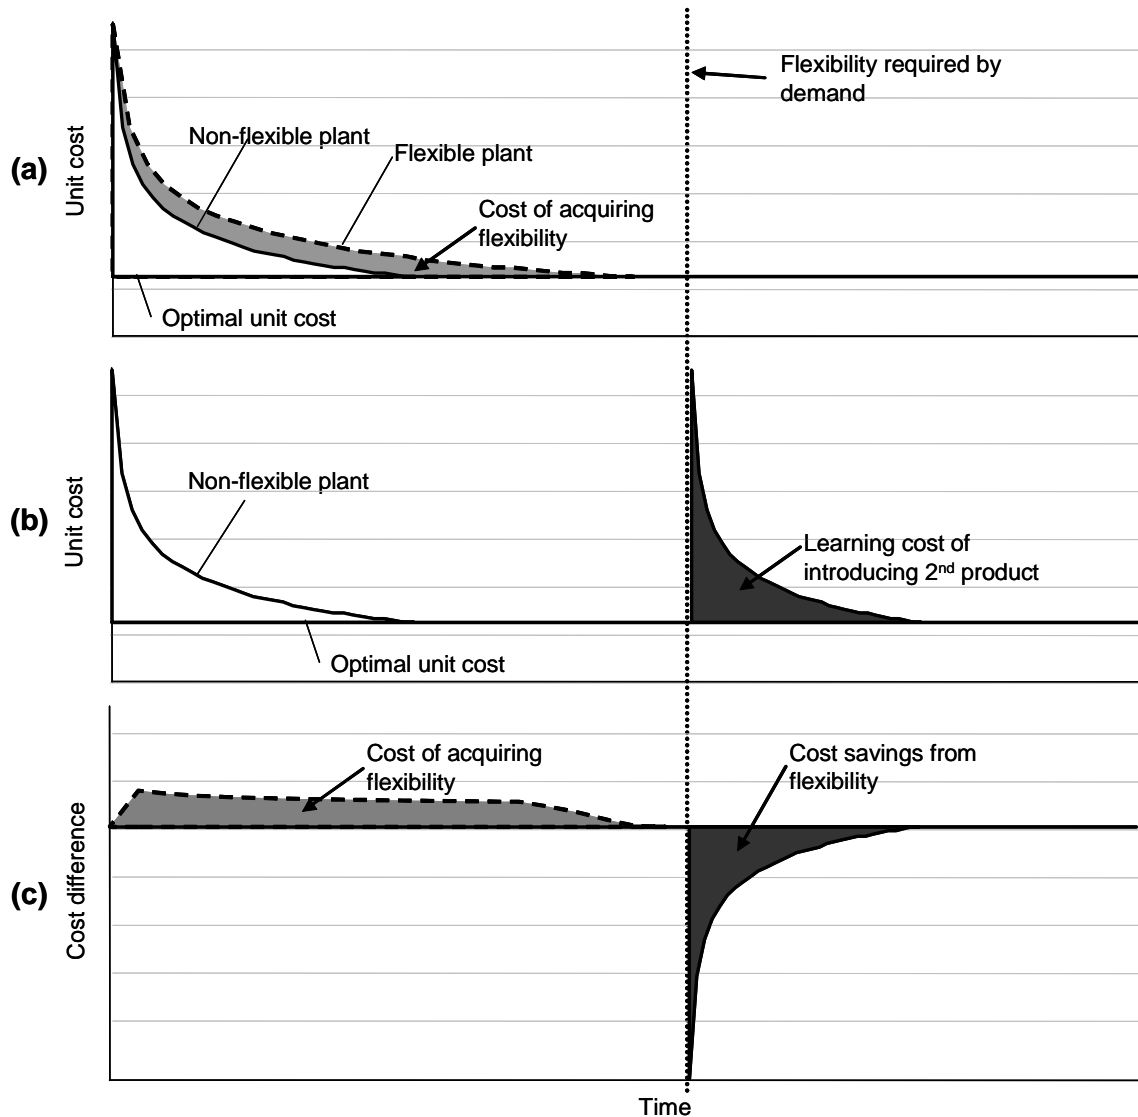 Flexibility required by
demand
Non-flexible plant
Flexible plant
(a)
Unit cost
Cost of acquiring
flexibility
Optimal unit cost
Non-flexible plant
(b)
Unit cost
Learning cost of
introducing 2nd product
Optimal unit cost
Cost of acquiring
flexibility
Cost savings from
flexibility
(c)
Cost difference
Time